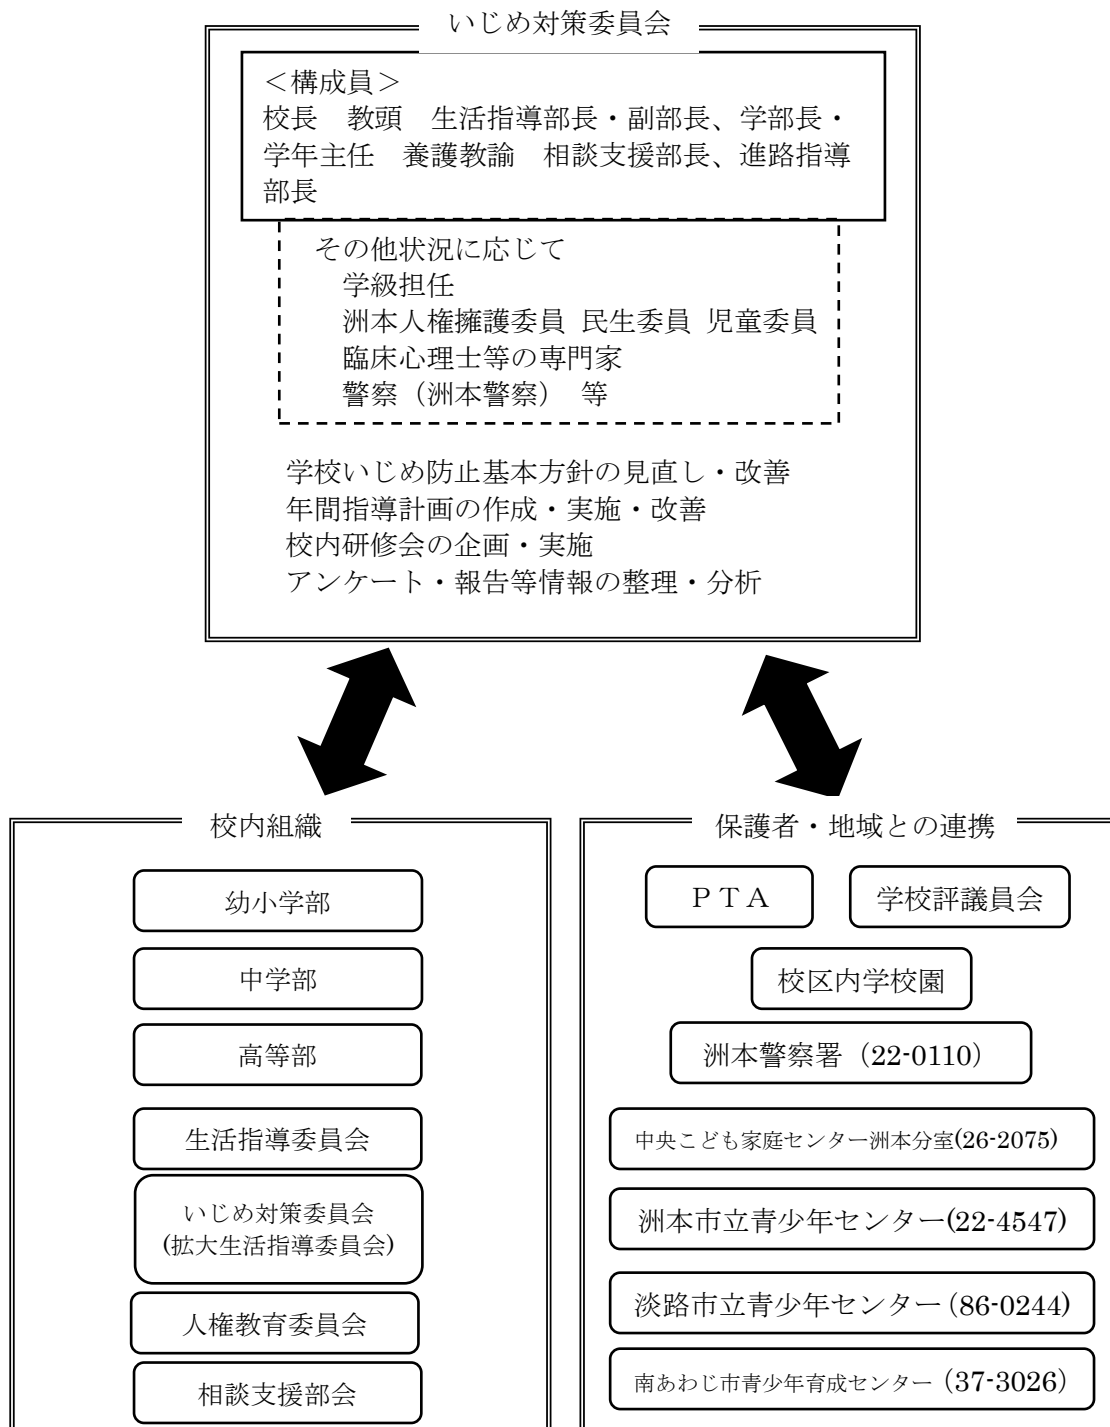 いじめ対策委員会
＜構成員＞
校長　教頭　生活指導部長・副部長、学部長・
学年主任　養護教諭　相談支援部長、進路指導
部長
その他状況に応じて
学級担任
洲本人権擁護委員 民生委員 児童委員
臨床心理士等の専門家
警察（洲本警察） 等
学校いじめ防止基本方針の見直し・改善
年間指導計画の作成・実施・改善
校内研修会の企画・実施
アンケート・報告等情報の整理・分析
校内組織
幼小学部
中学部
高等部
生活指導委員会
いじめ対策委員会
(拡大生活指導委員会)
人権教育委員会
相談支援部会
保護者・地域との連携
ＰＴＡ
学校評議員会
校区内学校園
洲本警察署（22-0110）
中央こども家庭センター洲本分室(26-2075)
洲本市立青少年センター(22-4547)
淡路市立青少年センター(86-0244)
南あわじ市青少年育成センター（37-3026）